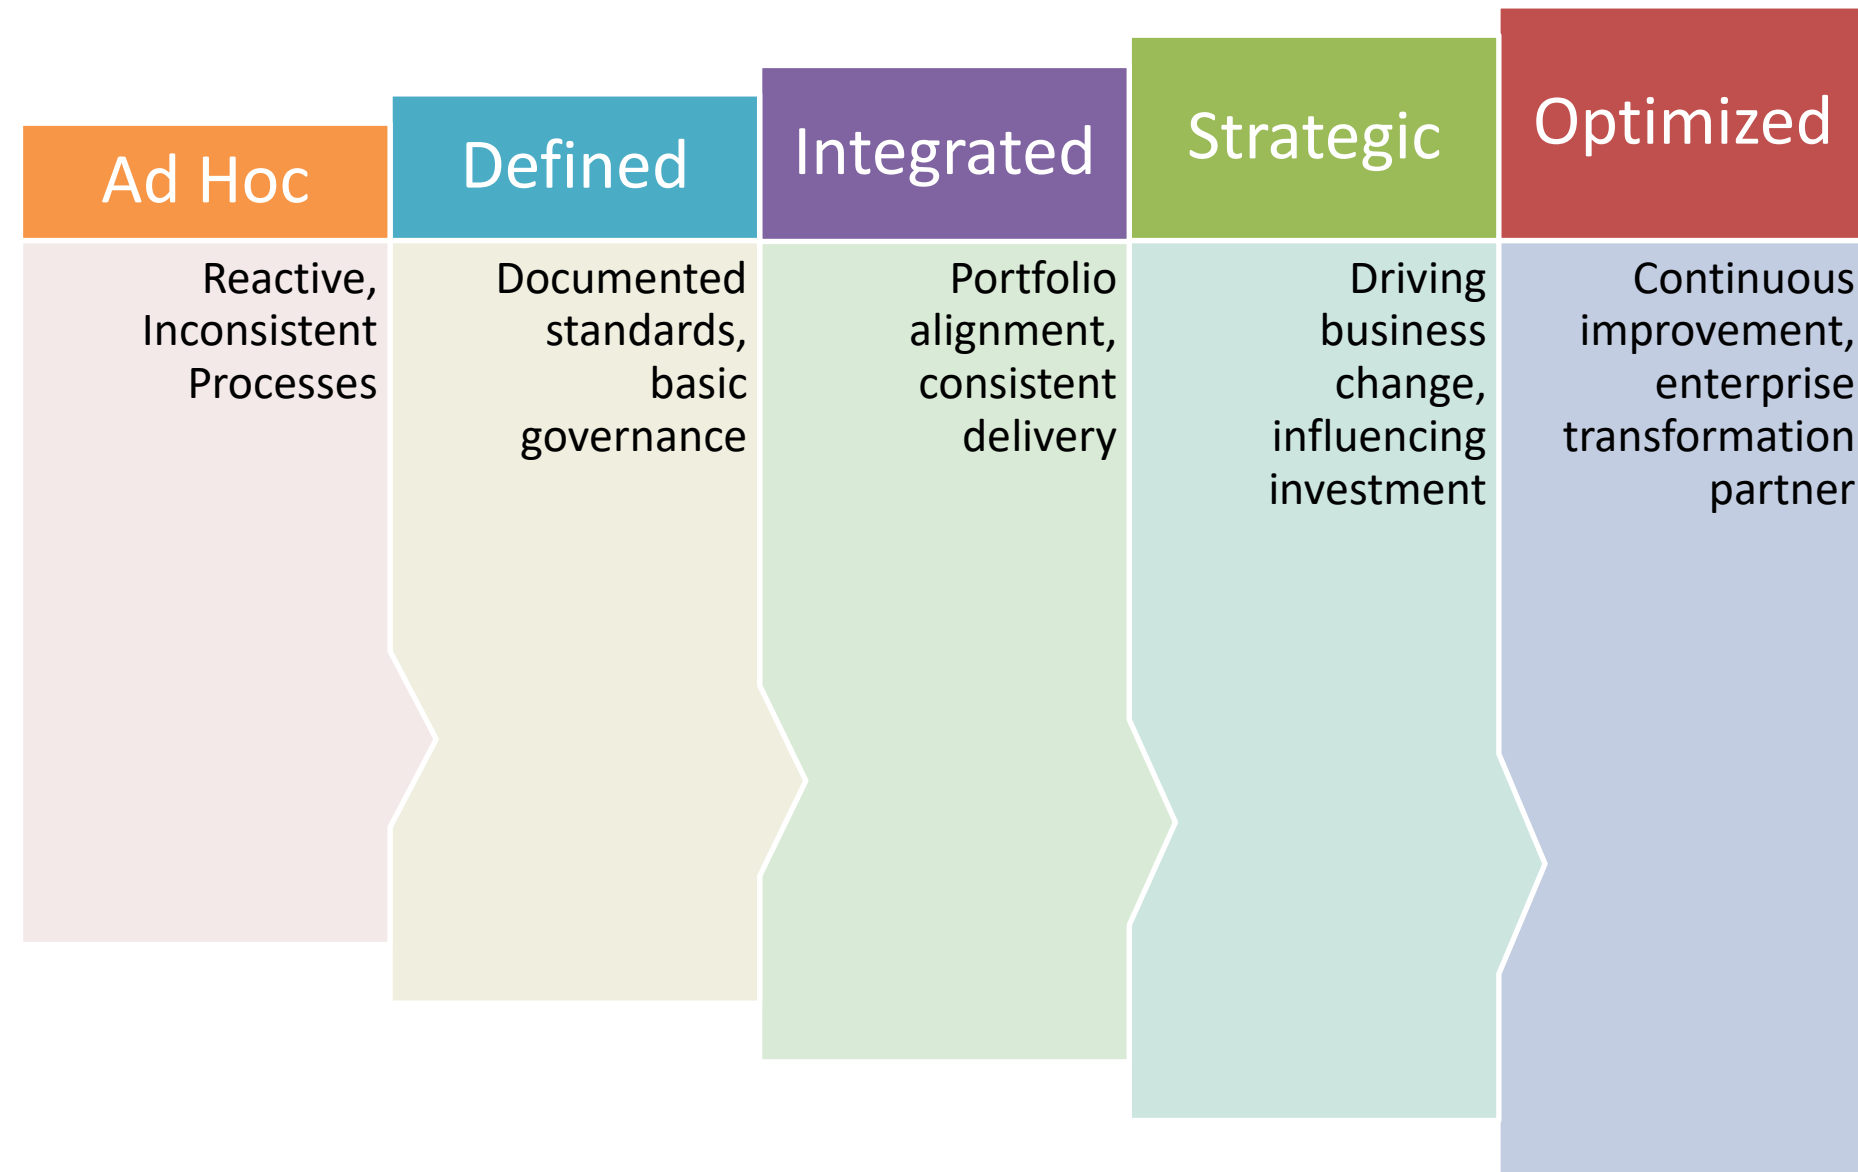 Ad Hoc
Reactive,
Inconsistent
Processes
Defined
Documented
standards,
basic
governance
Integrated
Portfolio
alignment,
consistent
delivery
Strategic
Driving
business
change,
influencing
investment
Optimized
Continuous
improvement,
enterprise
transformation
partner